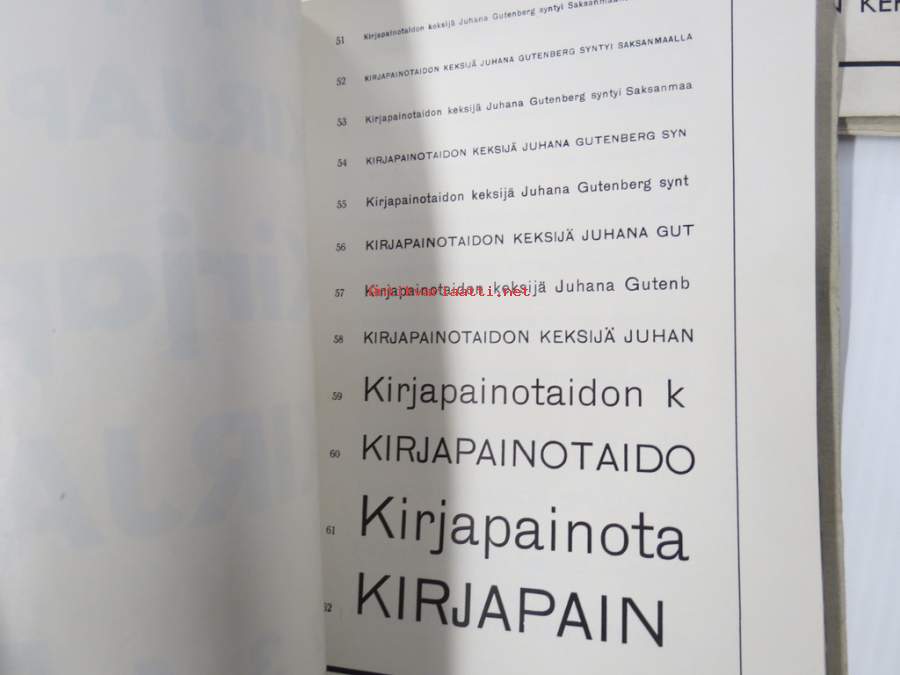 51 Kirjapainotaidon keksijä Juhana Gutenberg syntyi
52 KIRJAPAINOTAIDON KEKSIJÄ JUHANA GUTENBERG SYNTYI SAKSANMAALLA
53 Kirjapainotaidon keksijä Juhana Gutenberg syntyi Saksanmaa
54 KIRJAPAINOTAIDON KEKSIJÄ JUHANA GUTENBERG SYN
55 Kirjapainotaidon keksijä Juhana Gutenberg synt
56 KIRJAPAINOTAIDON KEKSIJÄ JUHANA GUT
57 Kirjapainotaidon keksijä Juhana Gutenb
Antikvariaatti.net
58 KIRJAPAINOTAIDON KEKSIJÄ JUHAN
59 Kirjapainotaidon k
60 KIRJAPAINOTAIDO
61 Kirjapainota
62 KIRJAPAIN